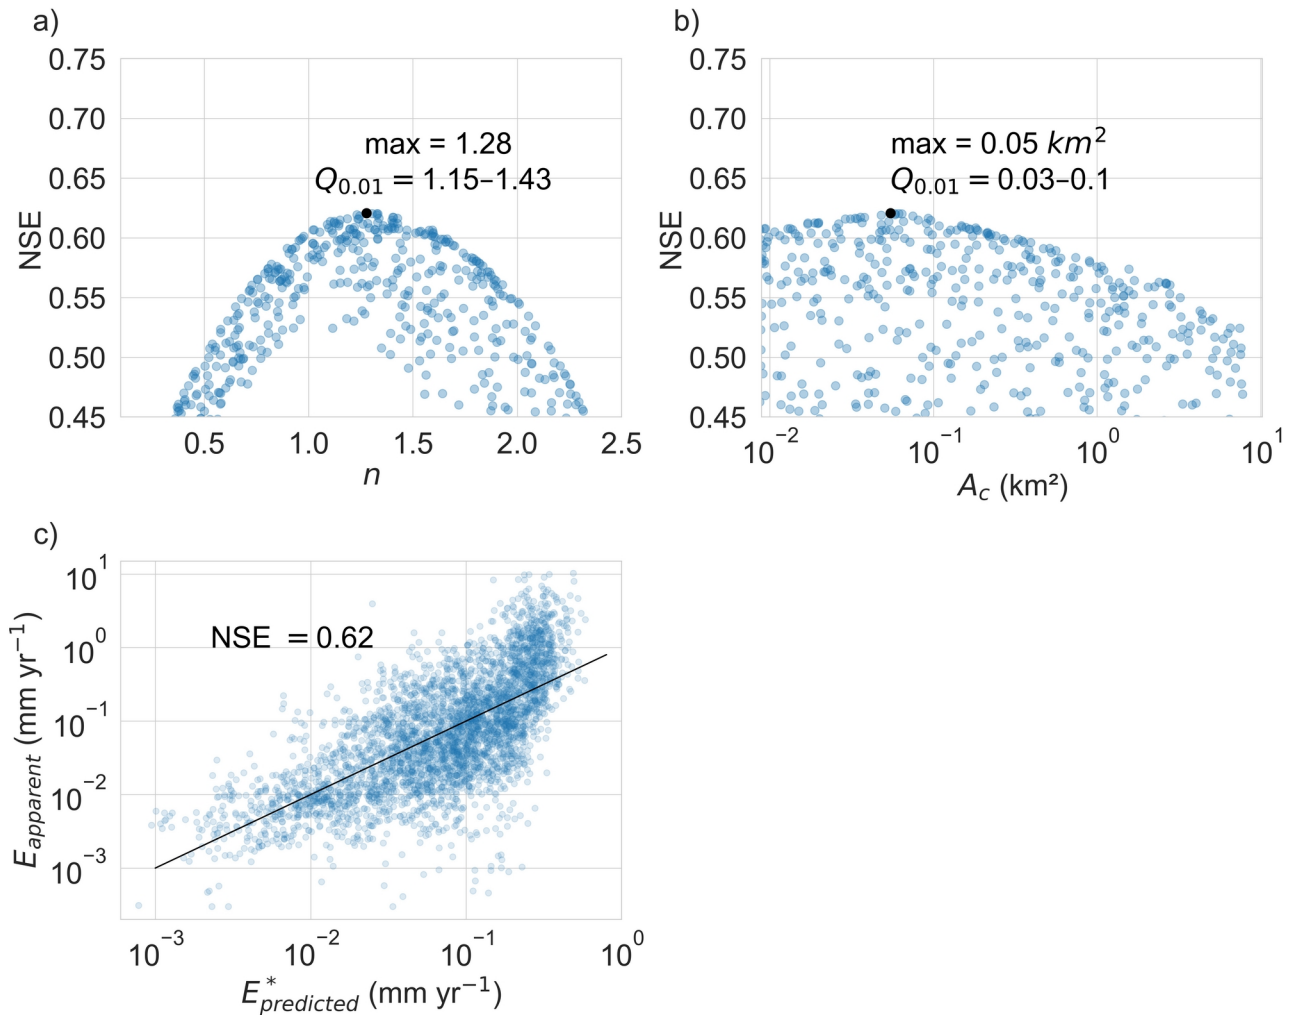 a)
NSE
0.75
0.70
0.65
0.60
0.55
0.50
0.45
max = 1.28
Q0.01 = 1.15–1.43
0.5 1.0 1.5 2.0 2.5
n
b)
NSE
0.75
0.70
0.65
0.60
0.55
0.50
0.45
max = 0.05 km²
Q0.01 = 0.03–0.1
10⁻² 10⁻¹ 10⁰ 10¹
Ac (km²)
c)
Eapparent (mm yr⁻¹)
10¹
10⁰
10⁻¹
10⁻²
10⁻³
NSE = 0.62
10⁻³ 10⁻² 10⁻¹ 10⁰
E*predicted (mm yr⁻¹)